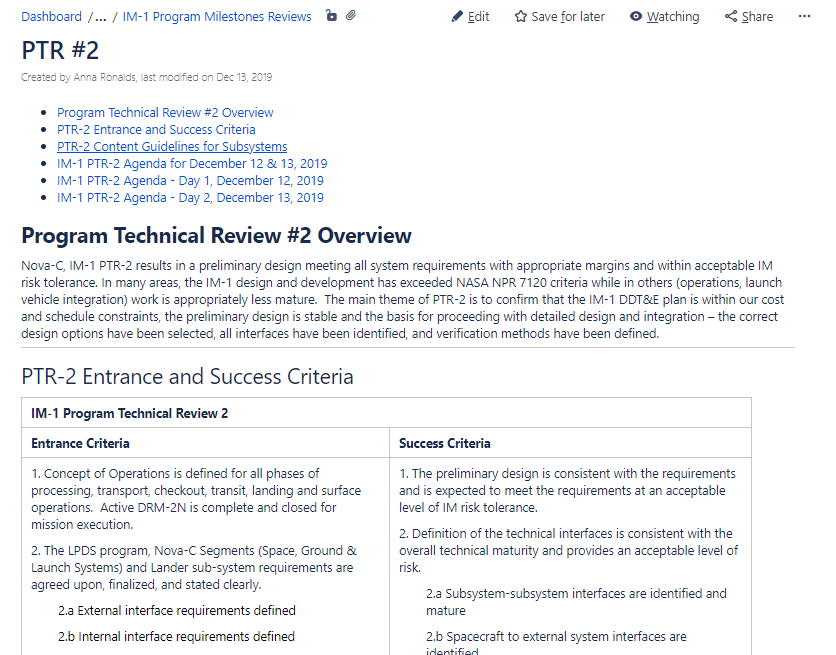 Dashboard /... / IM-1 Program Milestones Reviews Edit Save for later Watching Share ...
PTR #2
Created by Anna Ronalds, last modified on Dec 13, 2019
• Program Technical Review #2 Overview
• PTR-2 Entrance and Success Criteria
• PTR-2 Content Guidelines for Subsystems
• IM-1 PTR-2 Agenda for December 12 & 13, 2019
• IM-1 PTR-2 Agenda - Day 1, December 12, 2019
• IM-1 PTR-2 Agenda - Day 2, December 13, 2019
Program Technical Review #2 Overview
Nova-C, IM-1 PTR-2 results in a preliminary design meeting all system requirements with appropriate margins and within acceptable IM
risk tolerance. In many areas, the IM-1 design and development has exceeded NASA NPR 7120 criteria while in others (operations, launch
vehicle integration) work is appropriately less mature.  The main theme of PTR-2 is to confirm that the IM-1 DDT&E plan is within our cost
and schedule constraints, the preliminary design is stable and the basis for proceeding with detailed design and integration – the correct
design options have been selected, all interfaces have been identified, and verification methods have been defined.
PTR-2 Entrance and Success Criteria
IM-1 Program Technical Review 2
Entrance Criteria
1. Concept of Operations is defined for all phases of
processing, transport, checkout, transit, landing and surface
operations.  Active DRM-2N is complete and closed for
mission execution.
2. The LPDS program, Nova-C Segments (Space, Ground &
Launch Systems) and Lander sub-system requirements are
agreed upon, finalized, and stated clearly.
2.a External interface requirements defined
2.b Internal interface requirements defined
Success Criteria
1. The preliminary design is consistent with the requirements
and is expected to meet the requirements at an acceptable
level of IM risk tolerance.
2. Definition of the technical interfaces is consistent with the
overall technical maturity and provides an acceptable level of
risk.
2.a Subsystem-subsystem interfaces are identified and
mature
2.b Spacecraft to external system interfaces are
identified